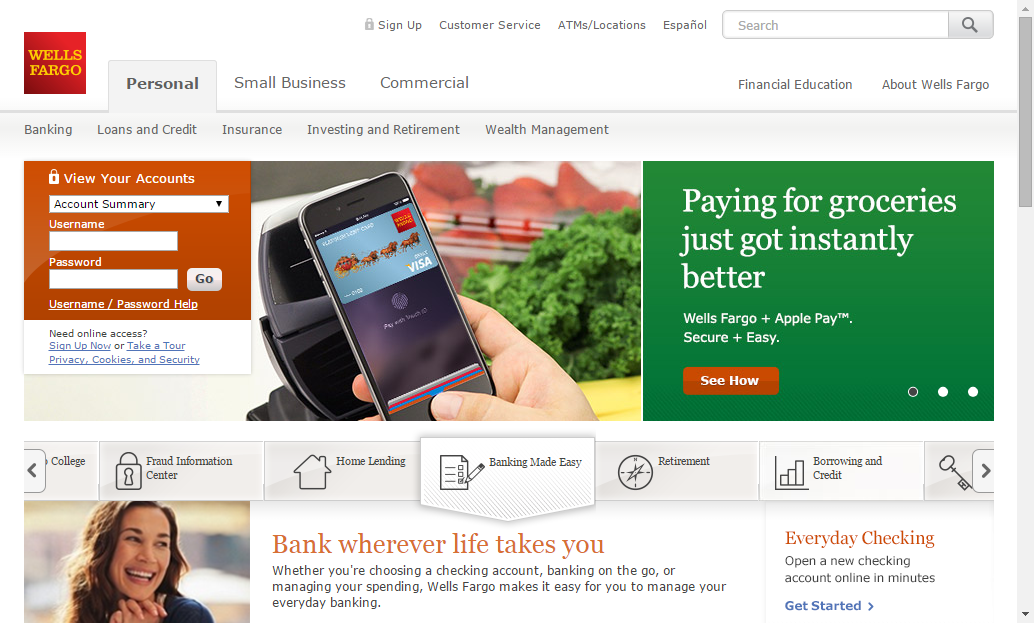 Sign Up Customer Service ATMs/Locations Español Search
WELLS
FARGO
Personal Small Business Commercial Financial Education About Wells Fargo
Banking Loans and Credit Insurance Investing and Retirement Wealth Management
View Your Accounts
Account Summary
Username
Password
Go
Username / Password Help
Need online access?
Sign Up Now or Take a Tour
Privacy, Cookies, and Security
WELLS
FARGO
VISA
Pay with Touch ID
Paying for groceries
just got instantly
better
Wells Fargo + Apple Pay™.
Secure + Easy.
See How
College
Fraud Information
Center
Home Lending
Banking Made Easy
Retirement
Borrowing and
Credit
Bank wherever life takes you
Whether you're choosing a checking account, banking on the go, or
managing your spending, Wells Fargo makes it easy for you to manage your
everyday banking.
Everyday Checking
Open a new checking
account online in minutes
Get Started